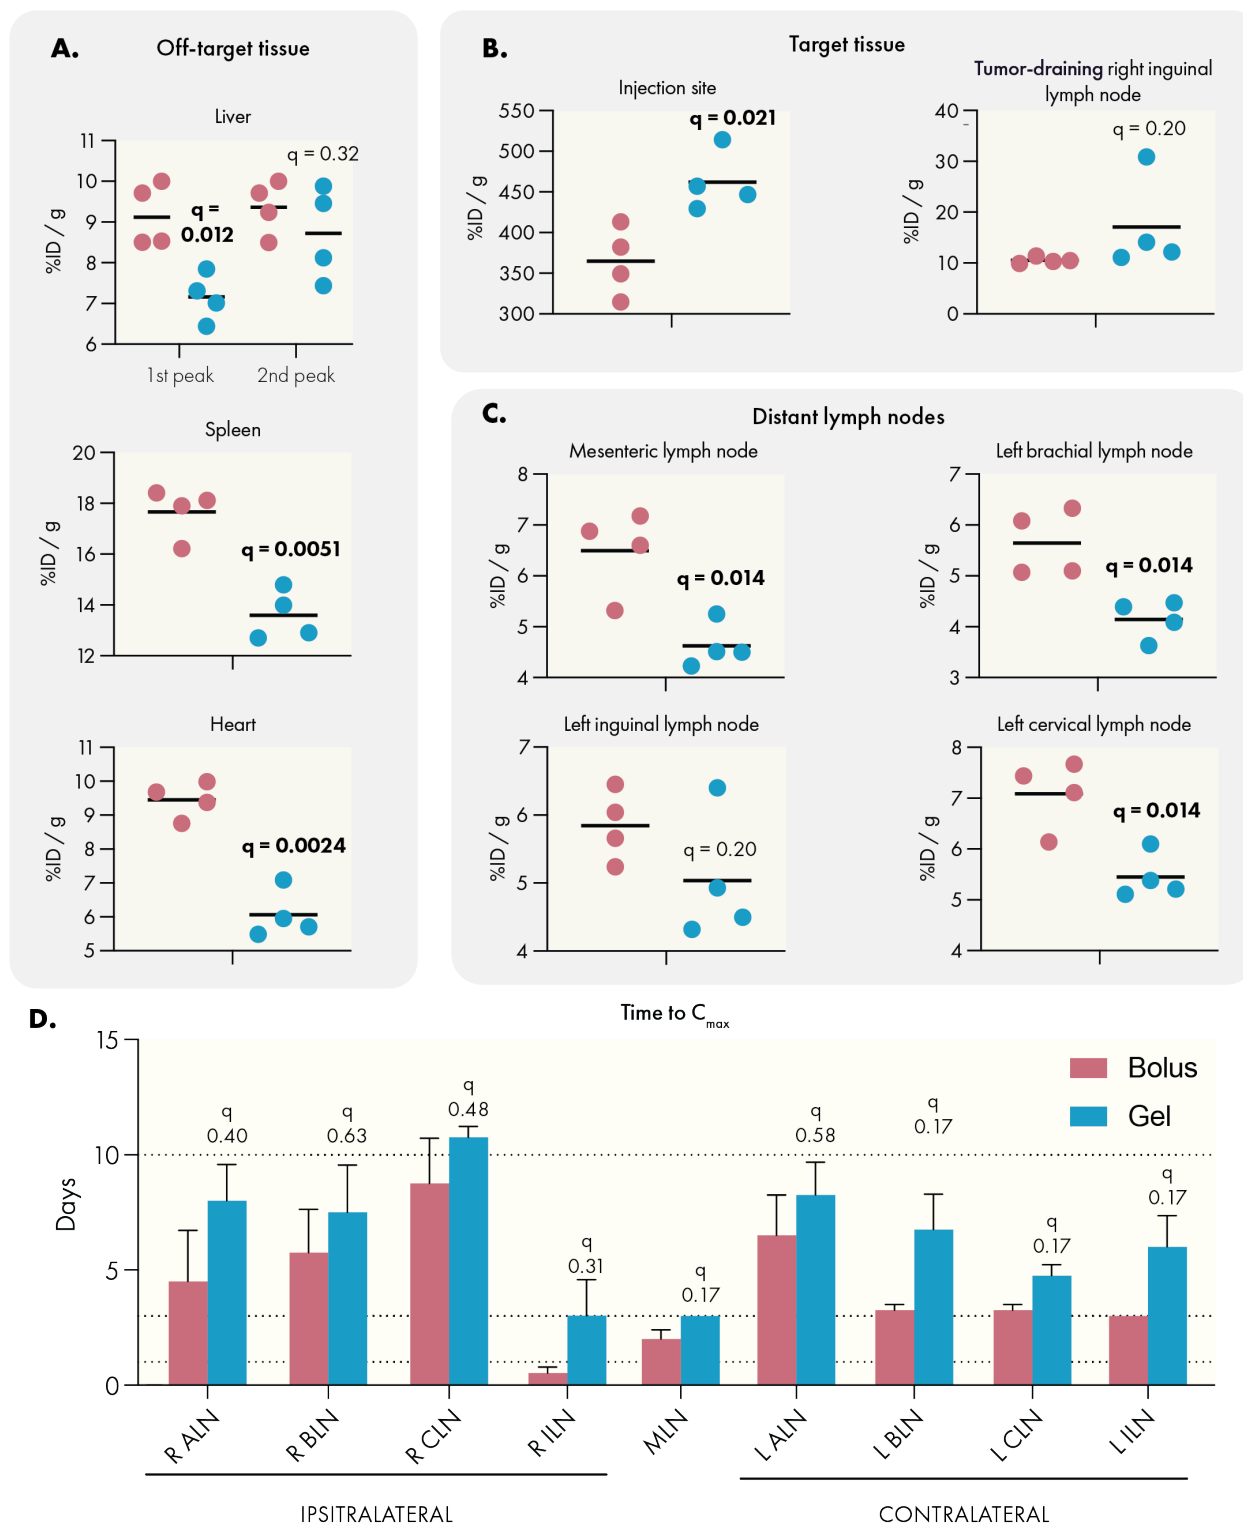 A.
Off-target tissue
Liver
11
10
9
8
7
6
%ID / g
q =
0.012
q = 0.32
1st peak
2nd peak
Spleen
20
18
16
14
12
%ID / g
q = 0.0051
Heart
11
10
9
8
7
6
5
%ID / g
q = 0.0024
B.
Target tissue
Injection site
550
500
450
400
350
300
%ID / g
q = 0.021
Tumor-draining right inguinal
lymph node
40
30
20
10
0
%ID / g
q = 0.20
C.
Distant lymph nodes
Mesenteric lymph node
8
7
6
5
4
%ID / g
q = 0.014
Left brachial lymph node
7
6
5
4
3
%ID / g
q = 0.014
Left inguinal lymph node
7
6
5
4
%ID / g
q = 0.20
Left cervical lymph node
8
7
6
5
4
%ID / g
q = 0.014
D.
Time to Cmax
15
10
5
0
Days
Bolus
Gel
q
0.40
q
0.63
q
0.48
q
0.31
q
0.17
q
0.58
q
0.17
q
0.17
q
0.17
R ALN
R BLN
R CLN
R ILN
MLN
L ALN
L BLN
L CLN
L ILN
IPSITRALATERAL
CONTRALATERAL